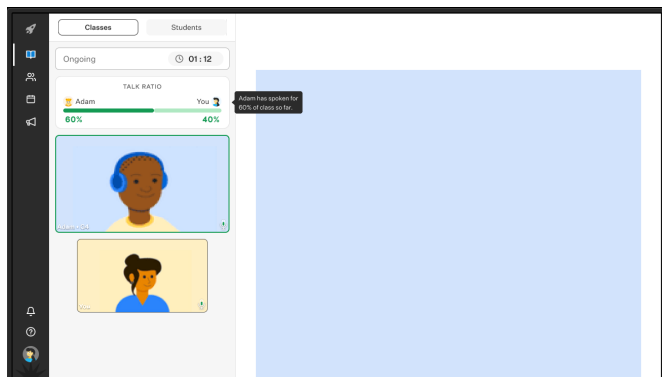 Classes
Students
Ongoing
01 : 12
TALK RATIO
Adam
You
60%
40%
Adam has spoken for
60% of class so far.